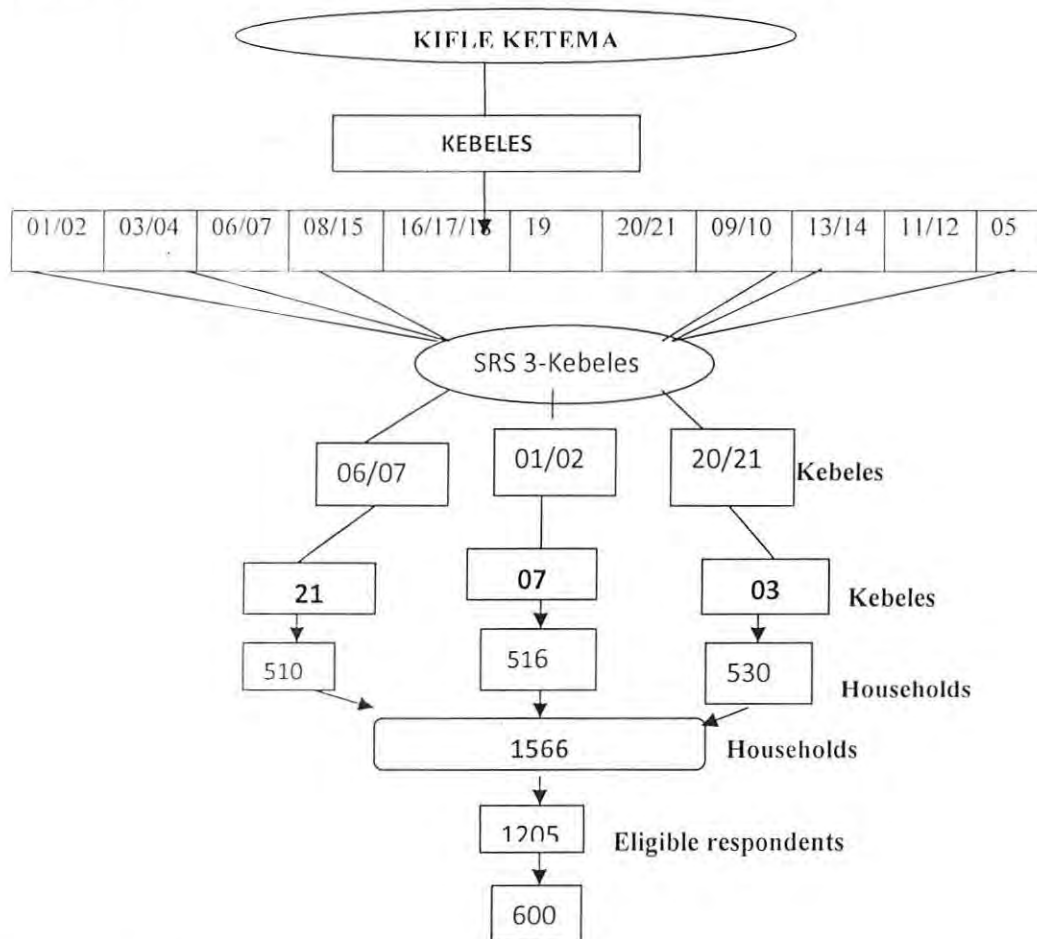 KIFLE KETEMA
KEBELES
01/02 03/04 06/07 08/15 16/17/18 19 20/21 09/10 13/14 11/12 05
SRS 3-Kebeles
06/07 01/02 20/21 Kebeles
21 07 03 Kebeles
510 516 530 Households
1566 Households
1205 Eligible respondents
600